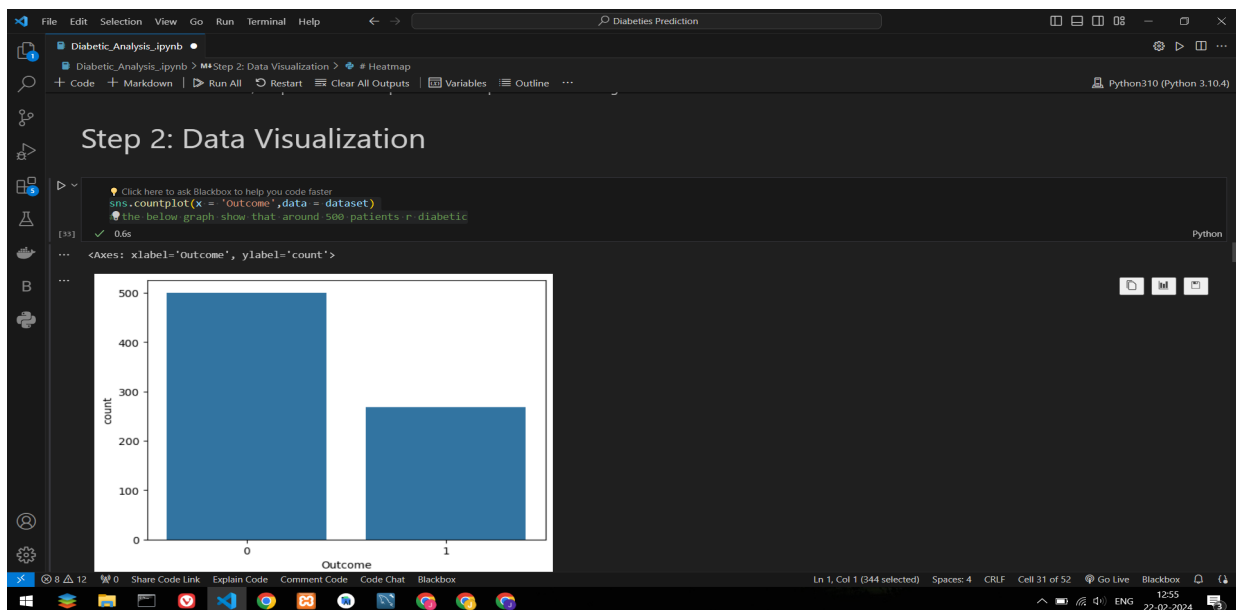 File Edit Selection View Go Run Terminal Help
Diabeties Prediction
Diabetic_Analysis_.ipynb
Diabetic_Analysis_.ipynb > M↓Step 2: Data Visualization > # Heatmap
+ Code + Markdown | Run All Restart Clear All Outputs | Variables Outline ...
Python310 (Python 3.10.4)
Step 2: Data Visualization
Click here to ask Blackbox to help you code faster
sns.countplot(x = 'Outcome',data = dataset)
the below graph show that around 500 patients r diabetic
[33] 0.6s
Python
<Axes: xlabel='Outcome', ylabel='count'>
500
400
300
200
100
0
count
0 1
Outcome
1
5
B
8 12 0 Share Code Link Explain Code Comment Code Code Chat Blackbox
Ln 1, Col 1 (344 selected) Spaces: 4 CRLF Cell 31 of 52 Go Live Blackbox
ENG
12:55
22-02-2024
3